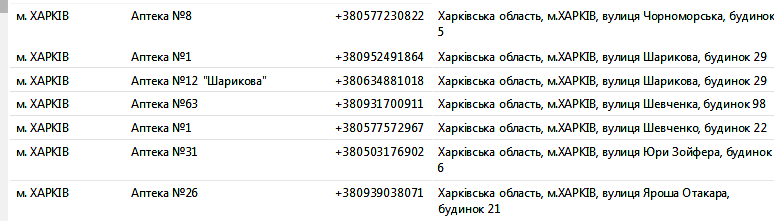 м. ХАРКІВ Аптека №8 +380577230822 Харківська область, м.ХАРКІВ, вулиця Чорноморська, будинок
5
м. ХАРКІВ Аптека №1 +380952491864 Харківська область, м.ХАРКІВ, вулиця Шарикова, будинок 29
м. ХАРКІВ Аптека №12 "Шарикова" +380634881018 Харківська область, м.ХАРКІВ, вулиця Шарикова, будинок 29
м. ХАРКІВ Аптека №63 +380931700911 Харківська область, м.ХАРКІВ, вулиця Шевченка, будинок 98
м. ХАРКІВ Аптека №1 +380577572967 Харківська область, м.ХАРКІВ, вулиця Шевченко, будинок 22
м. ХАРКІВ Аптека №31 +380503176902 Харківська область, м.ХАРКІВ, вулиця Юри Зойфера, будинок
6
м. ХАРКІВ Аптека №26 +380939038071 Харківська область, м.ХАРКІВ, вулиця Яроша Отакара,
будинок 21